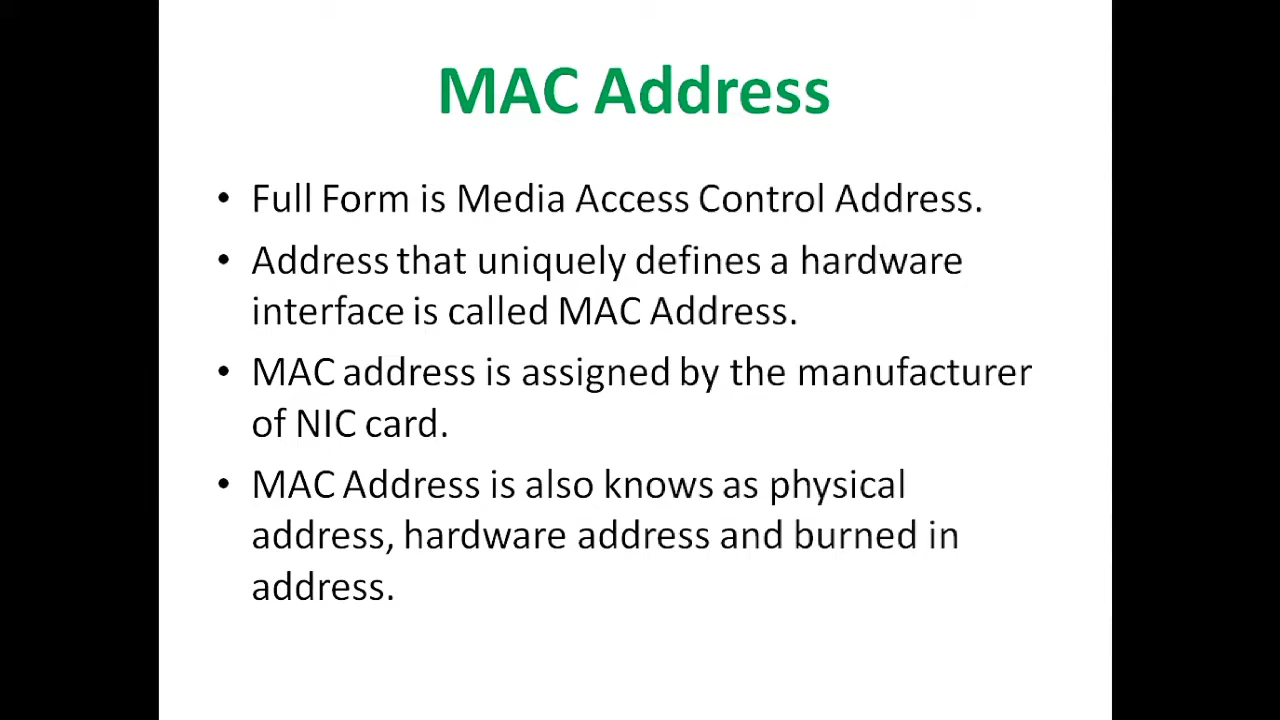 MAC Address
• Full Form is Media Access Control Address.
• Address that uniquely defines a hardware
interface is called MAC Address.
• MAC address is assigned by the manufacturer
of NIC card.
• MAC Address is also knows as physical
address, hardware address and burned in
address.